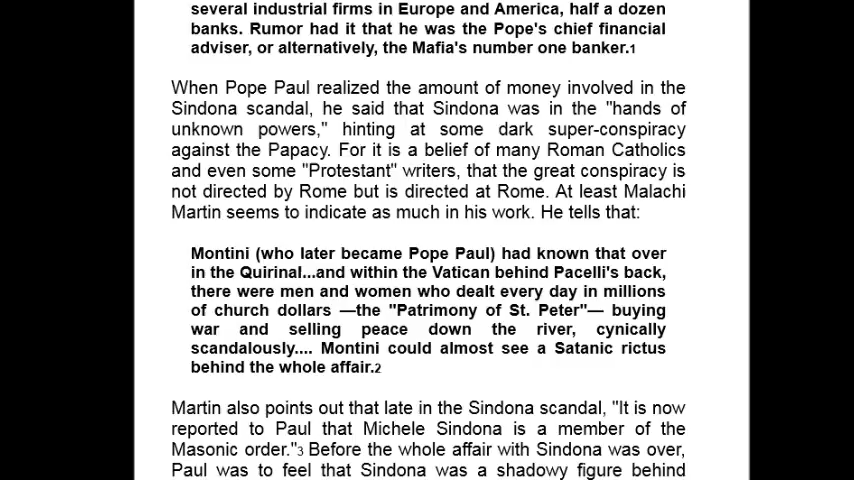 several industrial firms in Europe and America, half a dozen
banks. Rumor had it that he was the Pope's chief financial
adviser, or alternatively, the Mafia's number one banker.1
When Pope Paul realized the amount of money involved in the
Sindona scandal, he said that Sindona was in the "hands of
unknown powers," hinting at some dark super-conspiracy
against the Papacy. For it is a belief of many Roman Catholics
and even some "Protestant" writers, that the great conspiracy is
not directed by Rome but is directed at Rome. At least Malachi
Martin seems to indicate as much in his work. He tells that:
Montini (who later became Pope Paul) had known that over
in the Quirinal...and within the Vatican behind Pacelli's back,
there were men and women who dealt every day in millions
of church dollars —the "Patrimony of St. Peter"— buying
war and selling peace down the river, cynically
scandalously.... Montini could almost see a Satanic rictus
behind the whole affair.2
Martin also points out that late in the Sindona scandal, "It is now
reported to Paul that Michele Sindona is a member of the
Masonic order."3 Before the whole affair with Sindona was over,
Paul was to feel that Sindona was a shadowy figure behind